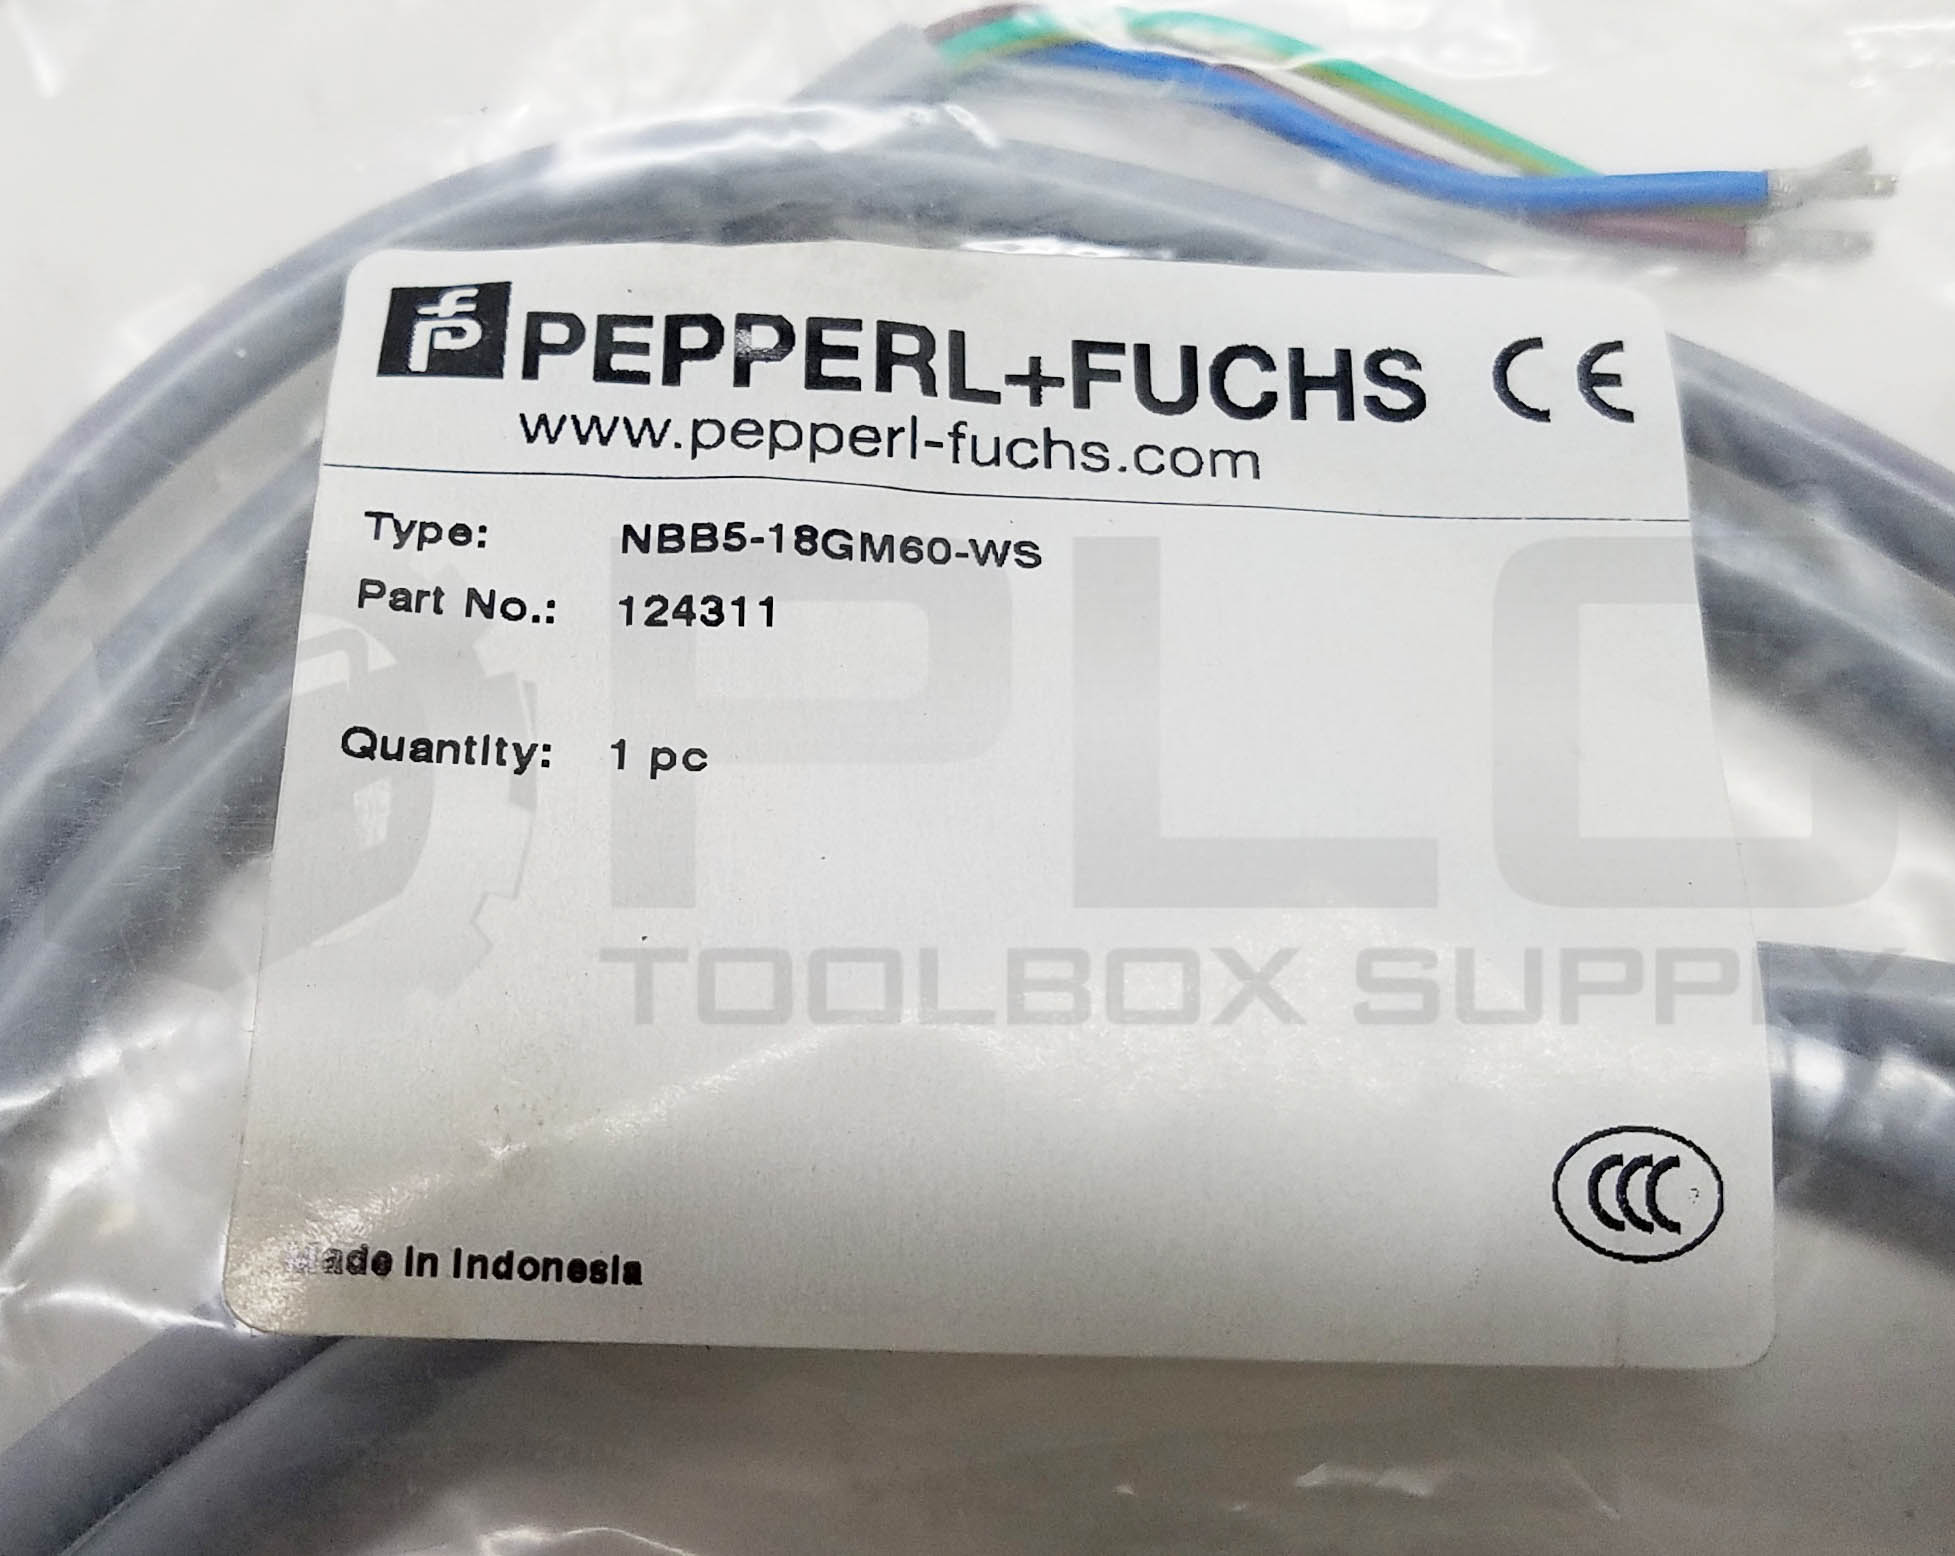 PEPPERL+FUCHS CE
www.pepperl-fuchs.com
Type: NBB5-18GM60-WS
Part No.: 124311
Quantity: 1 pc
PLC
TOOLBOX SUPPLY
CCC
Made in Indonesia